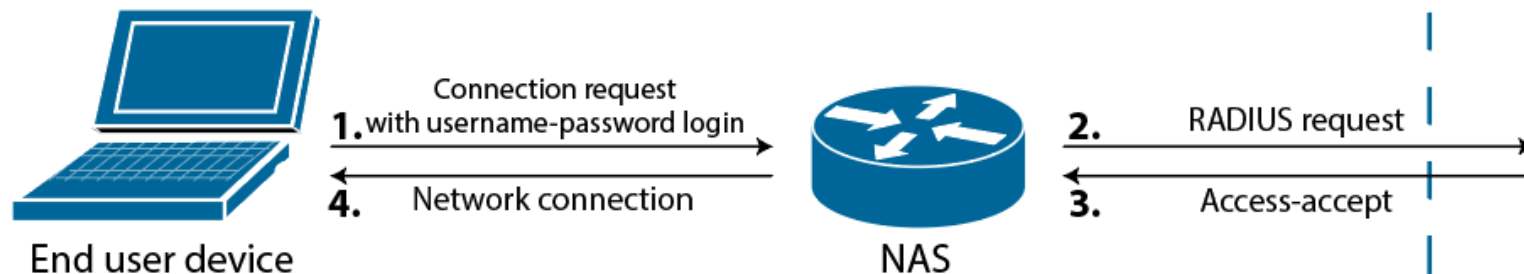 Connection request
1. with username-password login
4. Network connection
End user device
NAS
2. RADIUS request
3. Access-accept